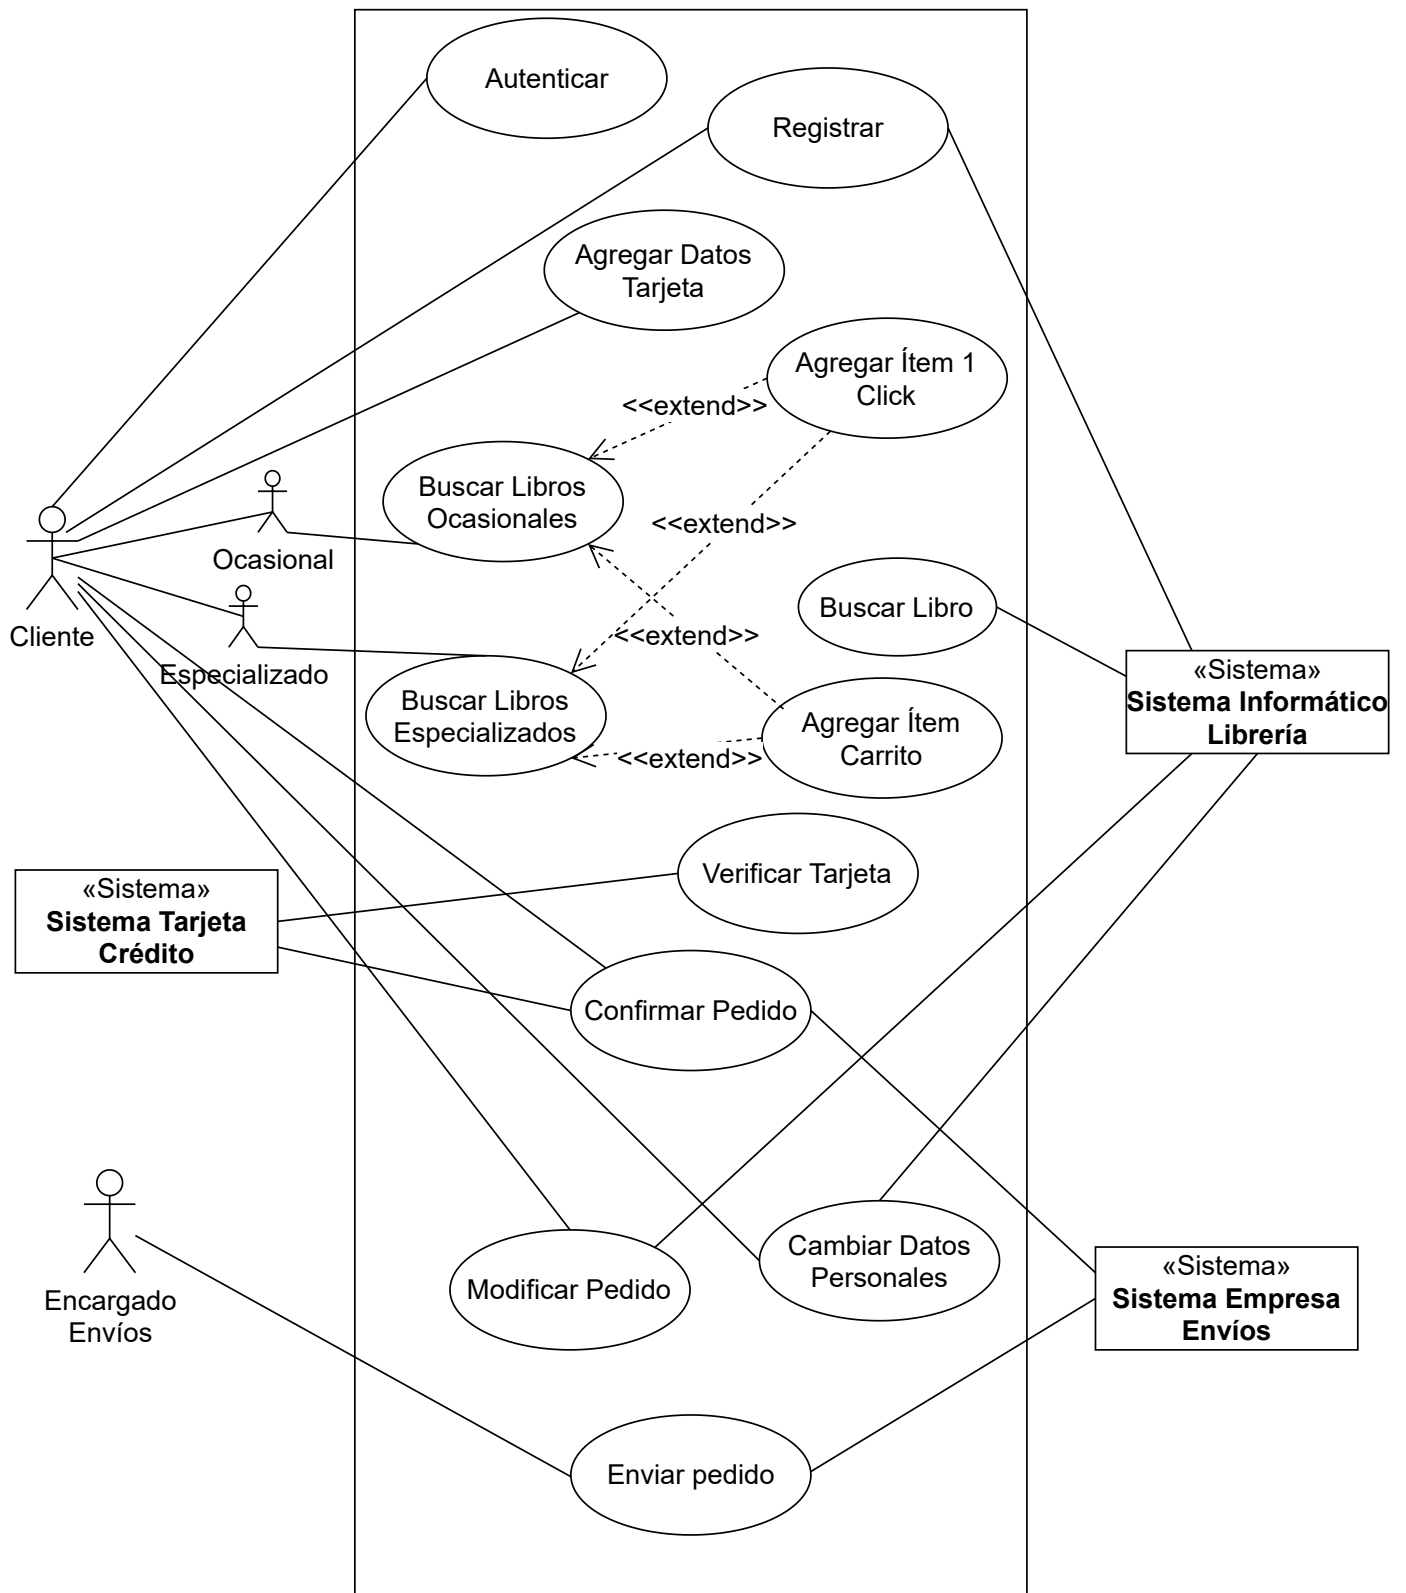 Autenticar
Registrar
Agregar Datos
Tarjeta
Agregar Ítem 1
Click
<<extend>>
Buscar Libros
Ocasionales
<<extend>>
Ocasional
Buscar Libro
Cliente
<<extend>>
Especializado
Buscar Libros
Especializados
«Sistema»
Sistema Informático
Librería
Agregar Ítem
Carrito
<<extend>>
Verificar Tarjeta
«Sistema»
Sistema Tarjeta
Crédito
Confirmar Pedido
Cambiar Datos
Personales
Modificar Pedido
«Sistema»
Sistema Empresa
Envíos
Encargado
Envíos
Enviar pedido